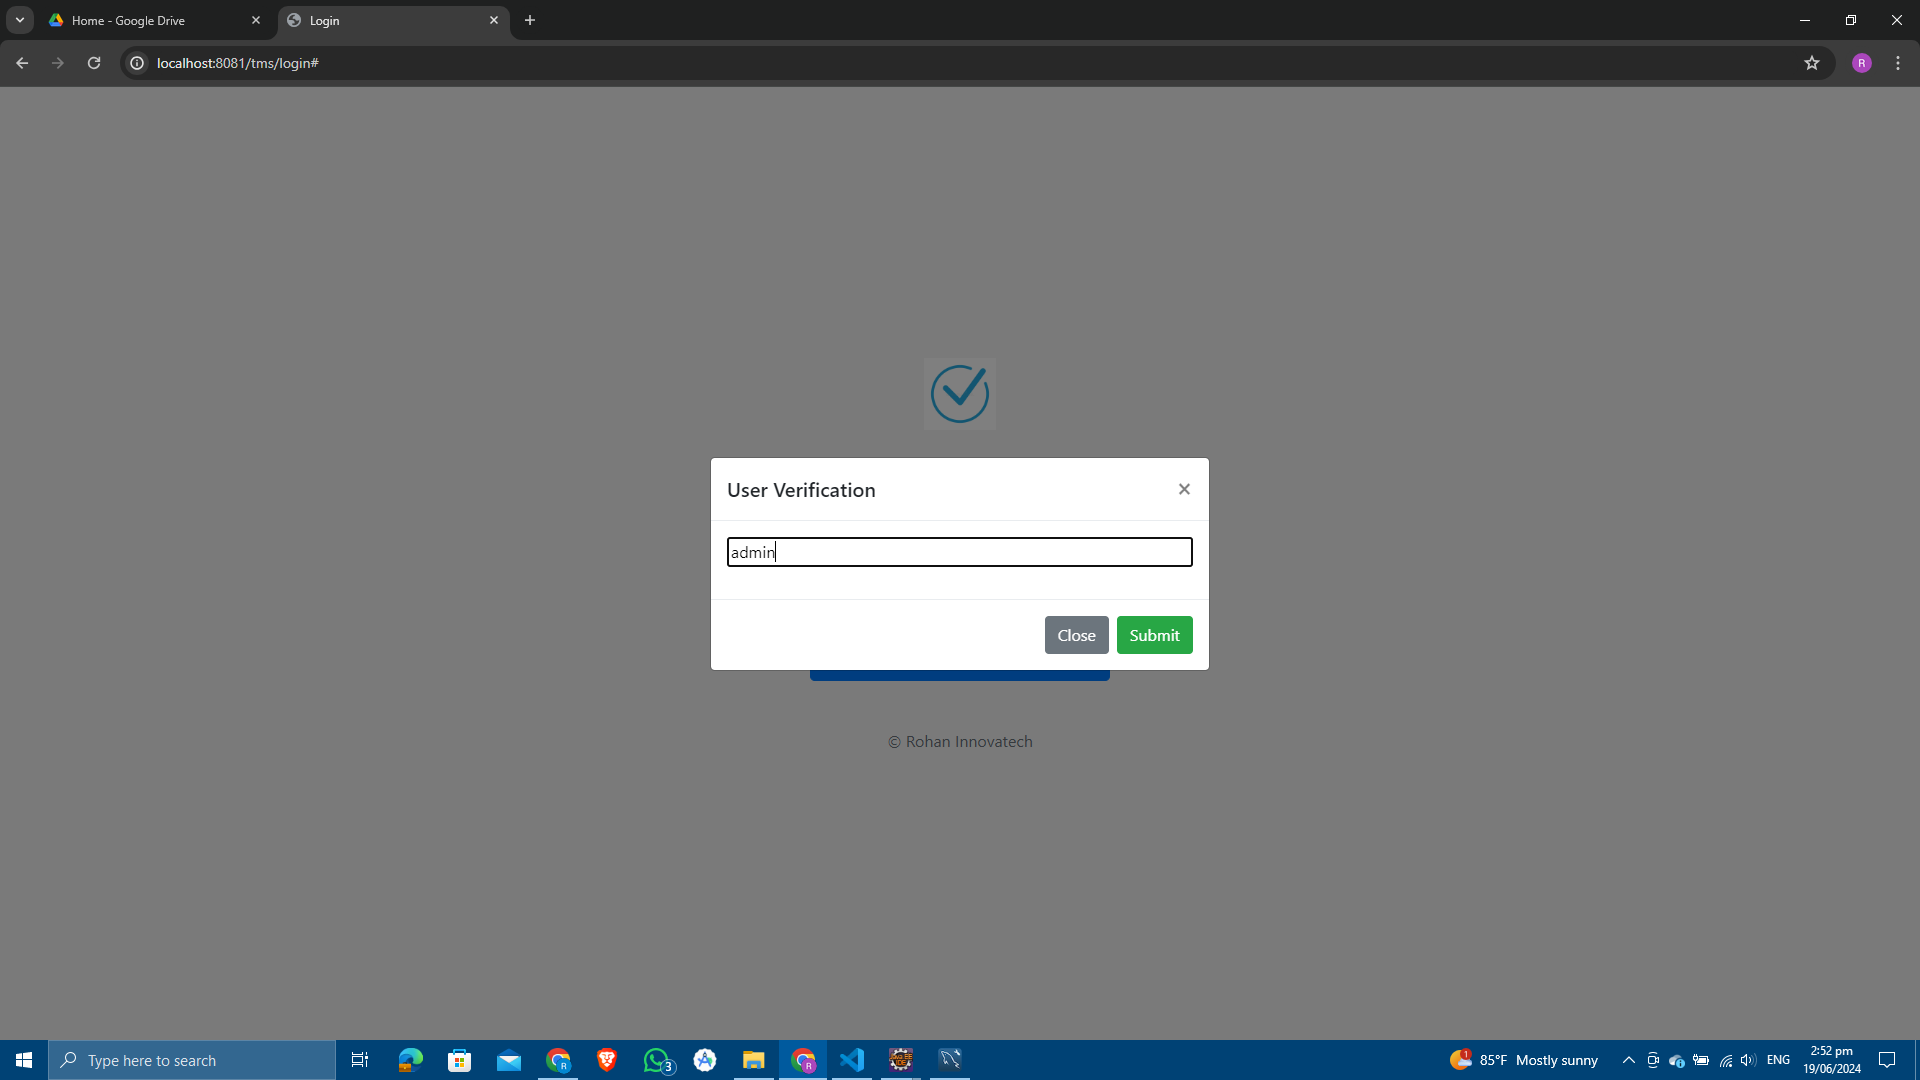 Home - Google Drive
Login
localhost:8081/tms/login#
R
User Verification
admin
Close
Submit
© Rohan Innovatech
Type here to search
R
3
R
1
85°F Mostly sunny
ENG
2:52 pm
19/06/2024